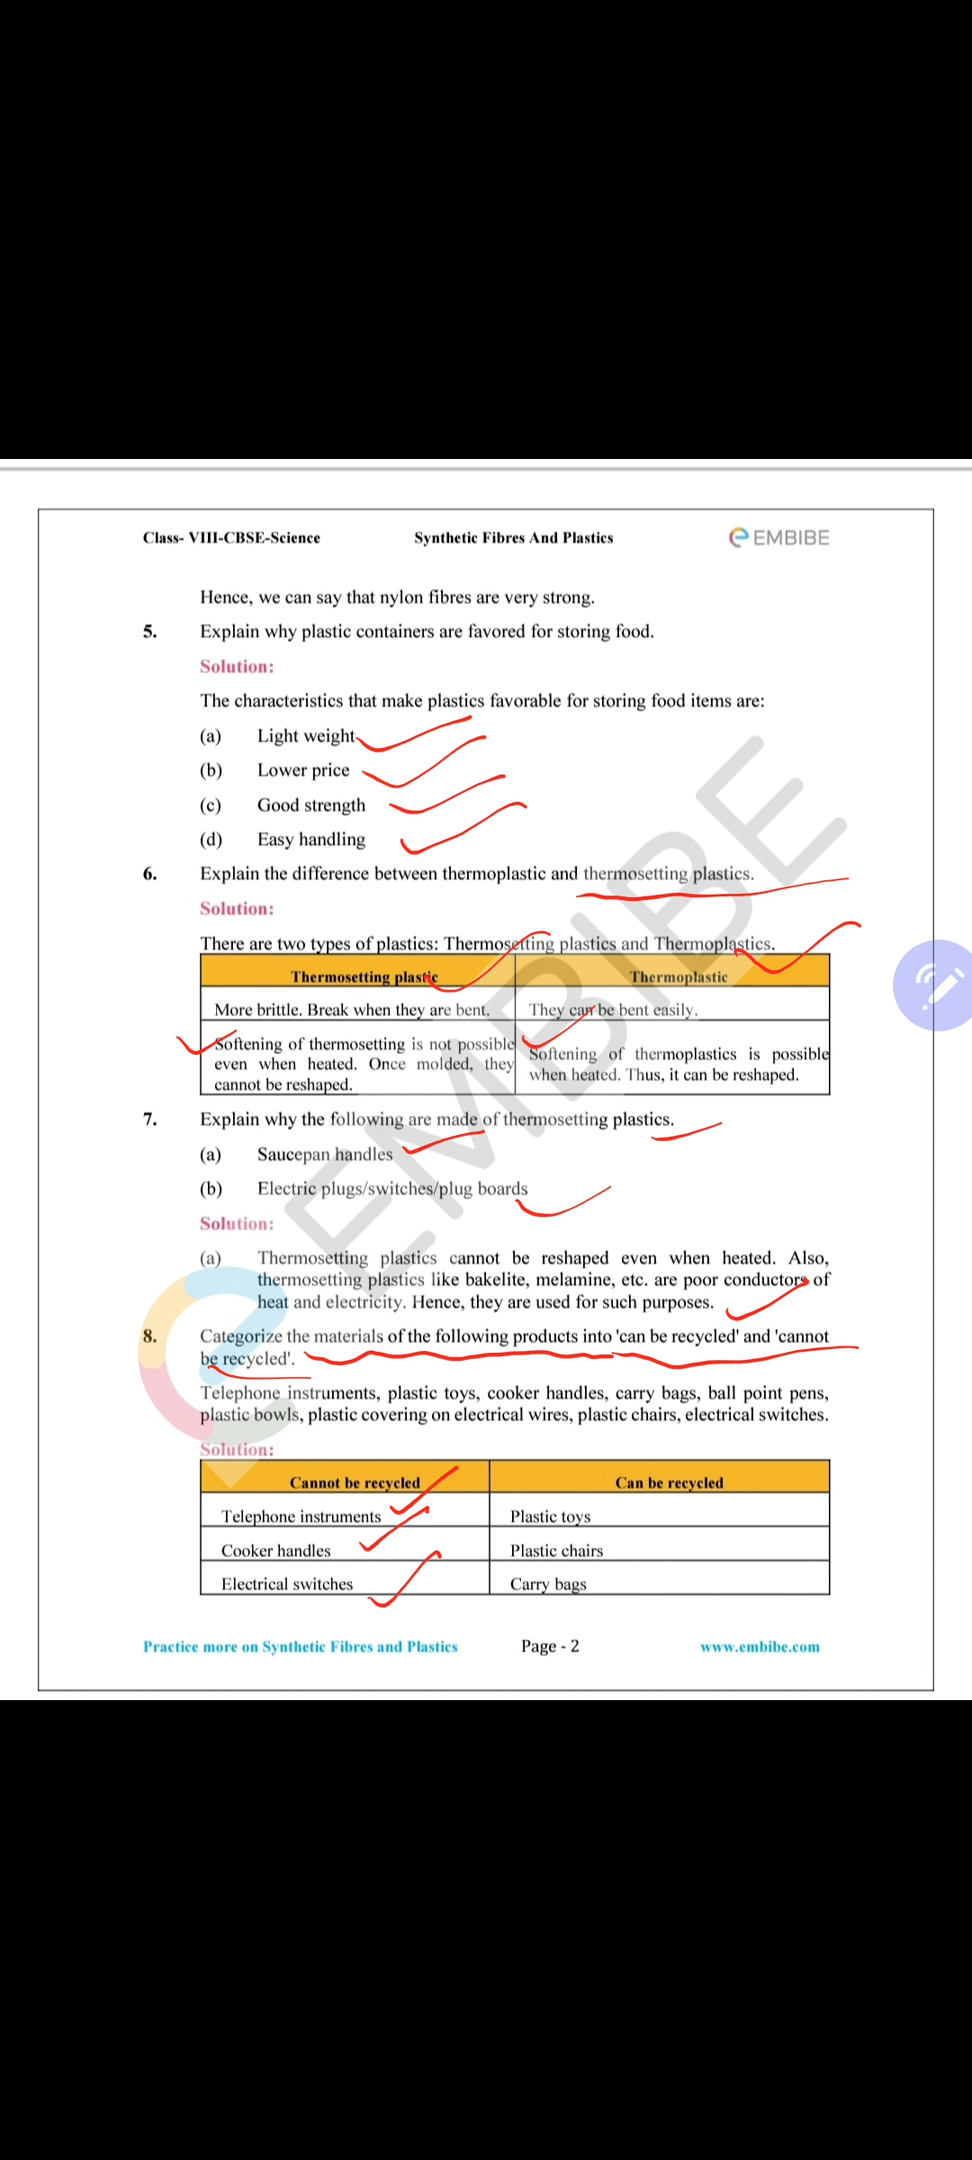 Class- VIII-CBSE-Science Synthetic Fibres And Plastics EMBIBE
Hence, we can say that nylon fibres are very strong.
5. Explain why plastic containers are favored for storing food.
Solution:
The characteristics that make plastics favorable for storing food items are:
(a) Light weight
(b) Lower price
(c) Good strength
(d) Easy handling
6. Explain the difference between thermoplastic and thermosetting plastics.
Solution:
There are two types of plastics: Thermosetting plastics and Thermoplastics.
Thermosetting plastic Thermoplastic
More brittle. Break when they are bent. They can be bent easily.
Softening of thermosetting is not possible
even when heated. Once molded, they
cannot be reshaped.
Softening of thermoplastics is possible
when heated. Thus, it can be reshaped.
7. Explain why the following are made of thermosetting plastics.
(a) Saucepan handles
(b) Electric plugs/switches/plug boards
Solution:
(a) Thermosetting plastics cannot be reshaped even when heated. Also,
thermosetting plastics like bakelite, melamine, etc. are poor conductors of
heat and electricity. Hence, they are used for such purposes.
8. Categorize the materials of the following products into 'can be recycled' and 'cannot
be recycled'.
Telephone instruments, plastic toys, cooker handles, carry bags, ball point pens,
plastic bowls, plastic covering on electrical wires, plastic chairs, electrical switches.
Solution:
Cannot be recycled Can be recycled
Telephone instruments Plastic toys
Cooker handles Plastic chairs
Electrical switches Carry bags
Practice more on Synthetic Fibres and Plastics Page - 2 www.embibe.com
EMBIBE